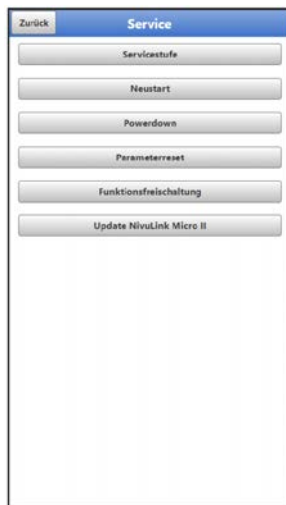 Zurück
Service
Servicestufe
Neustart
Powerdown
Parameterreset
Funktionsfreischaltung
Update NivuLink Micro II